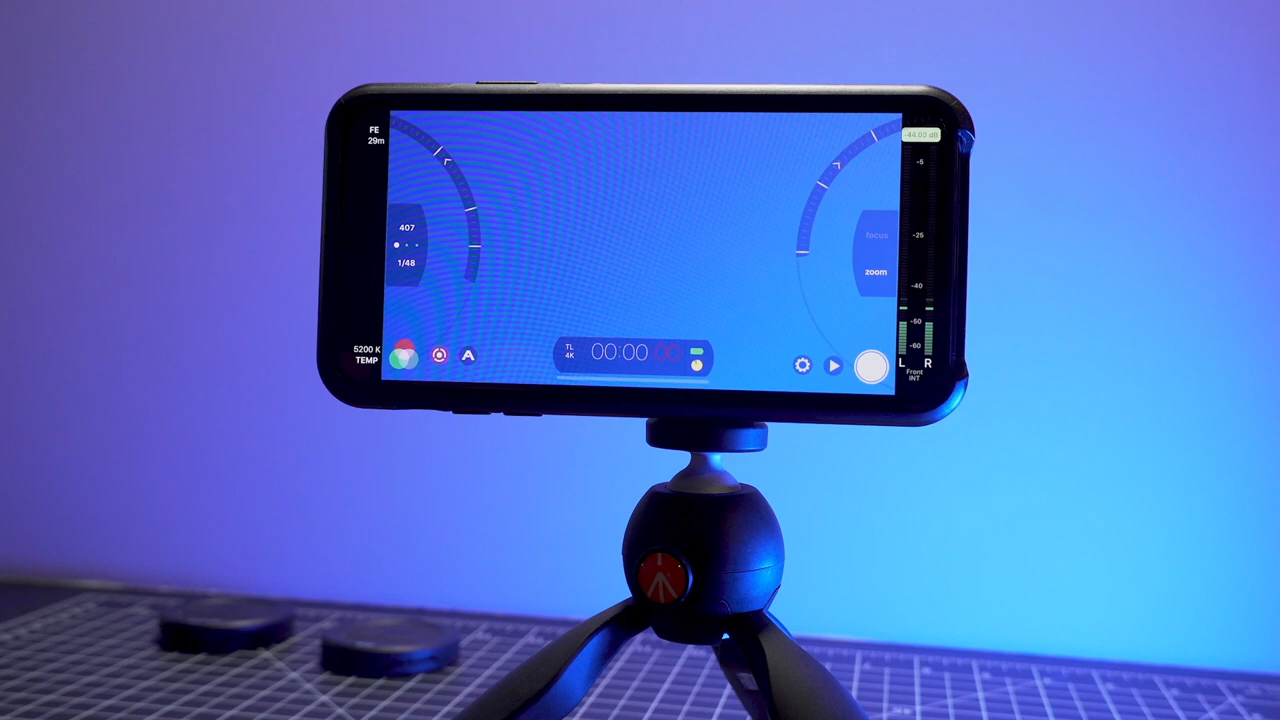 FE
29m
407
1/48
5200 K
TEMP
A
TL
4K
00:00 00
focus
zoom
-44.00 dB
-5
-25
-40
-50
-60
L R
Front
INT